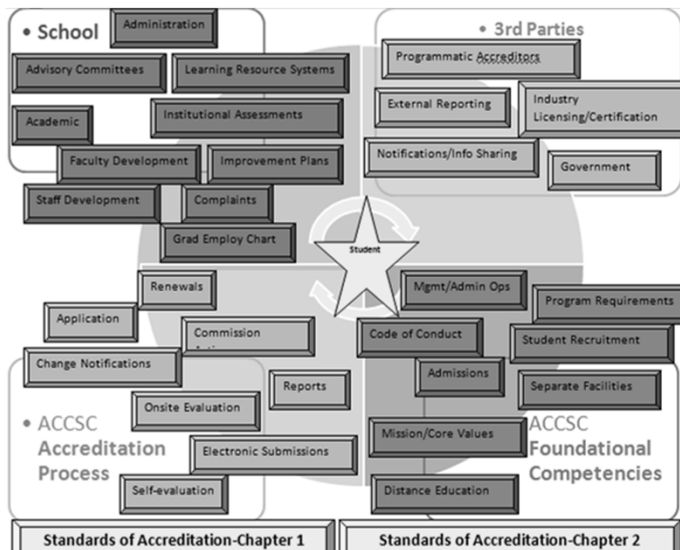 • School
Administration
Advisory Committees
Learning Resource Systems
Academic
Institutional Assessments
Faculty Development
Improvement Plans
Staff Development
Complaints
Grad Employ Chart
• 3rd Parties
Programmatic Accreditors
External Reporting
Industry
Licensing/Certification
Notifications/Info Sharing
Government
Student
Renewals
Application
Commission
Change Notifications
Reports
Onsite Evaluation
• ACCSC
Accreditation
Process
Electronic Submissions
Self-evaluation
Mgmt/Admin Ops
Program Requirements
Code of Conduct
Student Recruitment
Admissions
Separate Facilities
Mission/Core Values
ACCSC
Foundational
Competencies
Distance Education
Standards of Accreditation-Chapter 1
Standards of Accreditation-Chapter 2